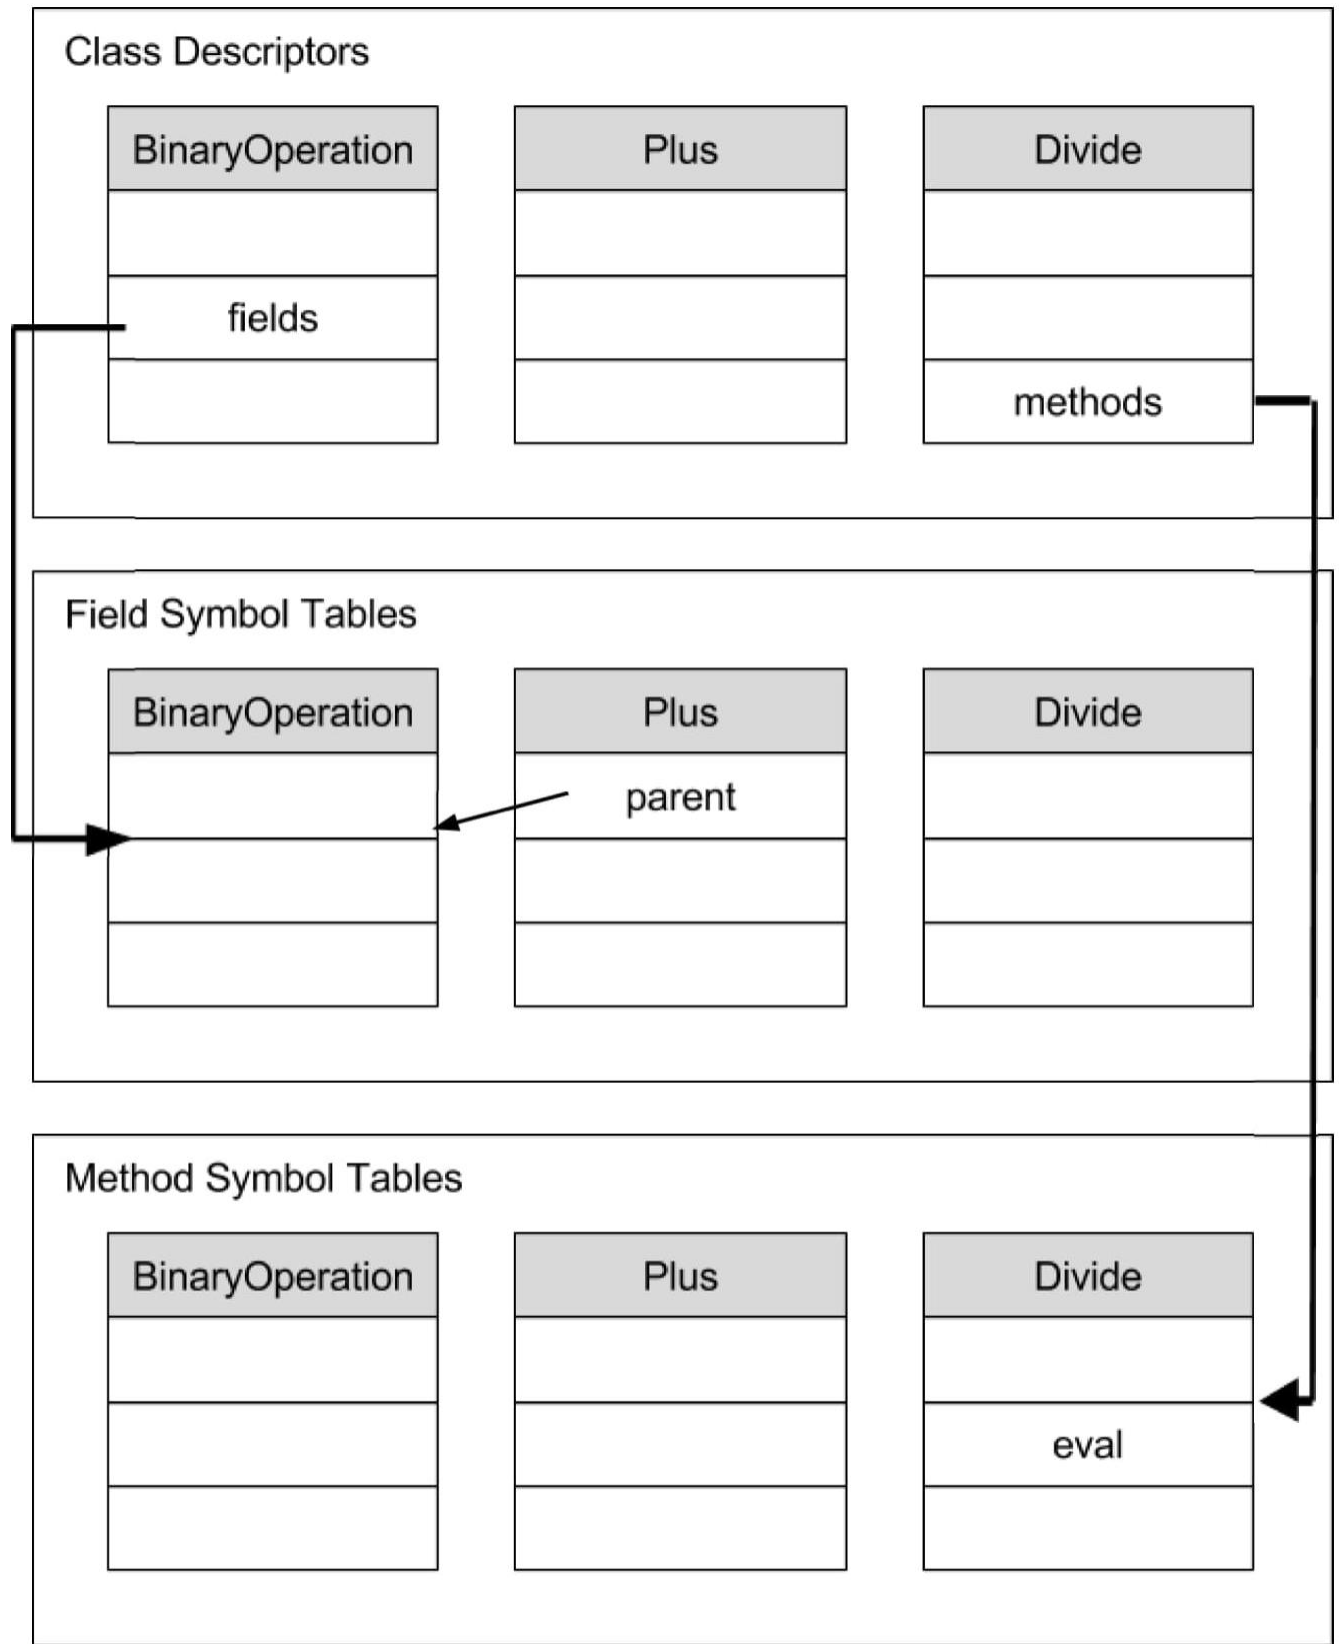 Class Descriptors
BinaryOperation
Plus
Divide
fields
methods
Field Symbol Tables
BinaryOperation
Plus
Divide
parent
Method Symbol Tables
BinaryOperation
Plus
Divide
eval